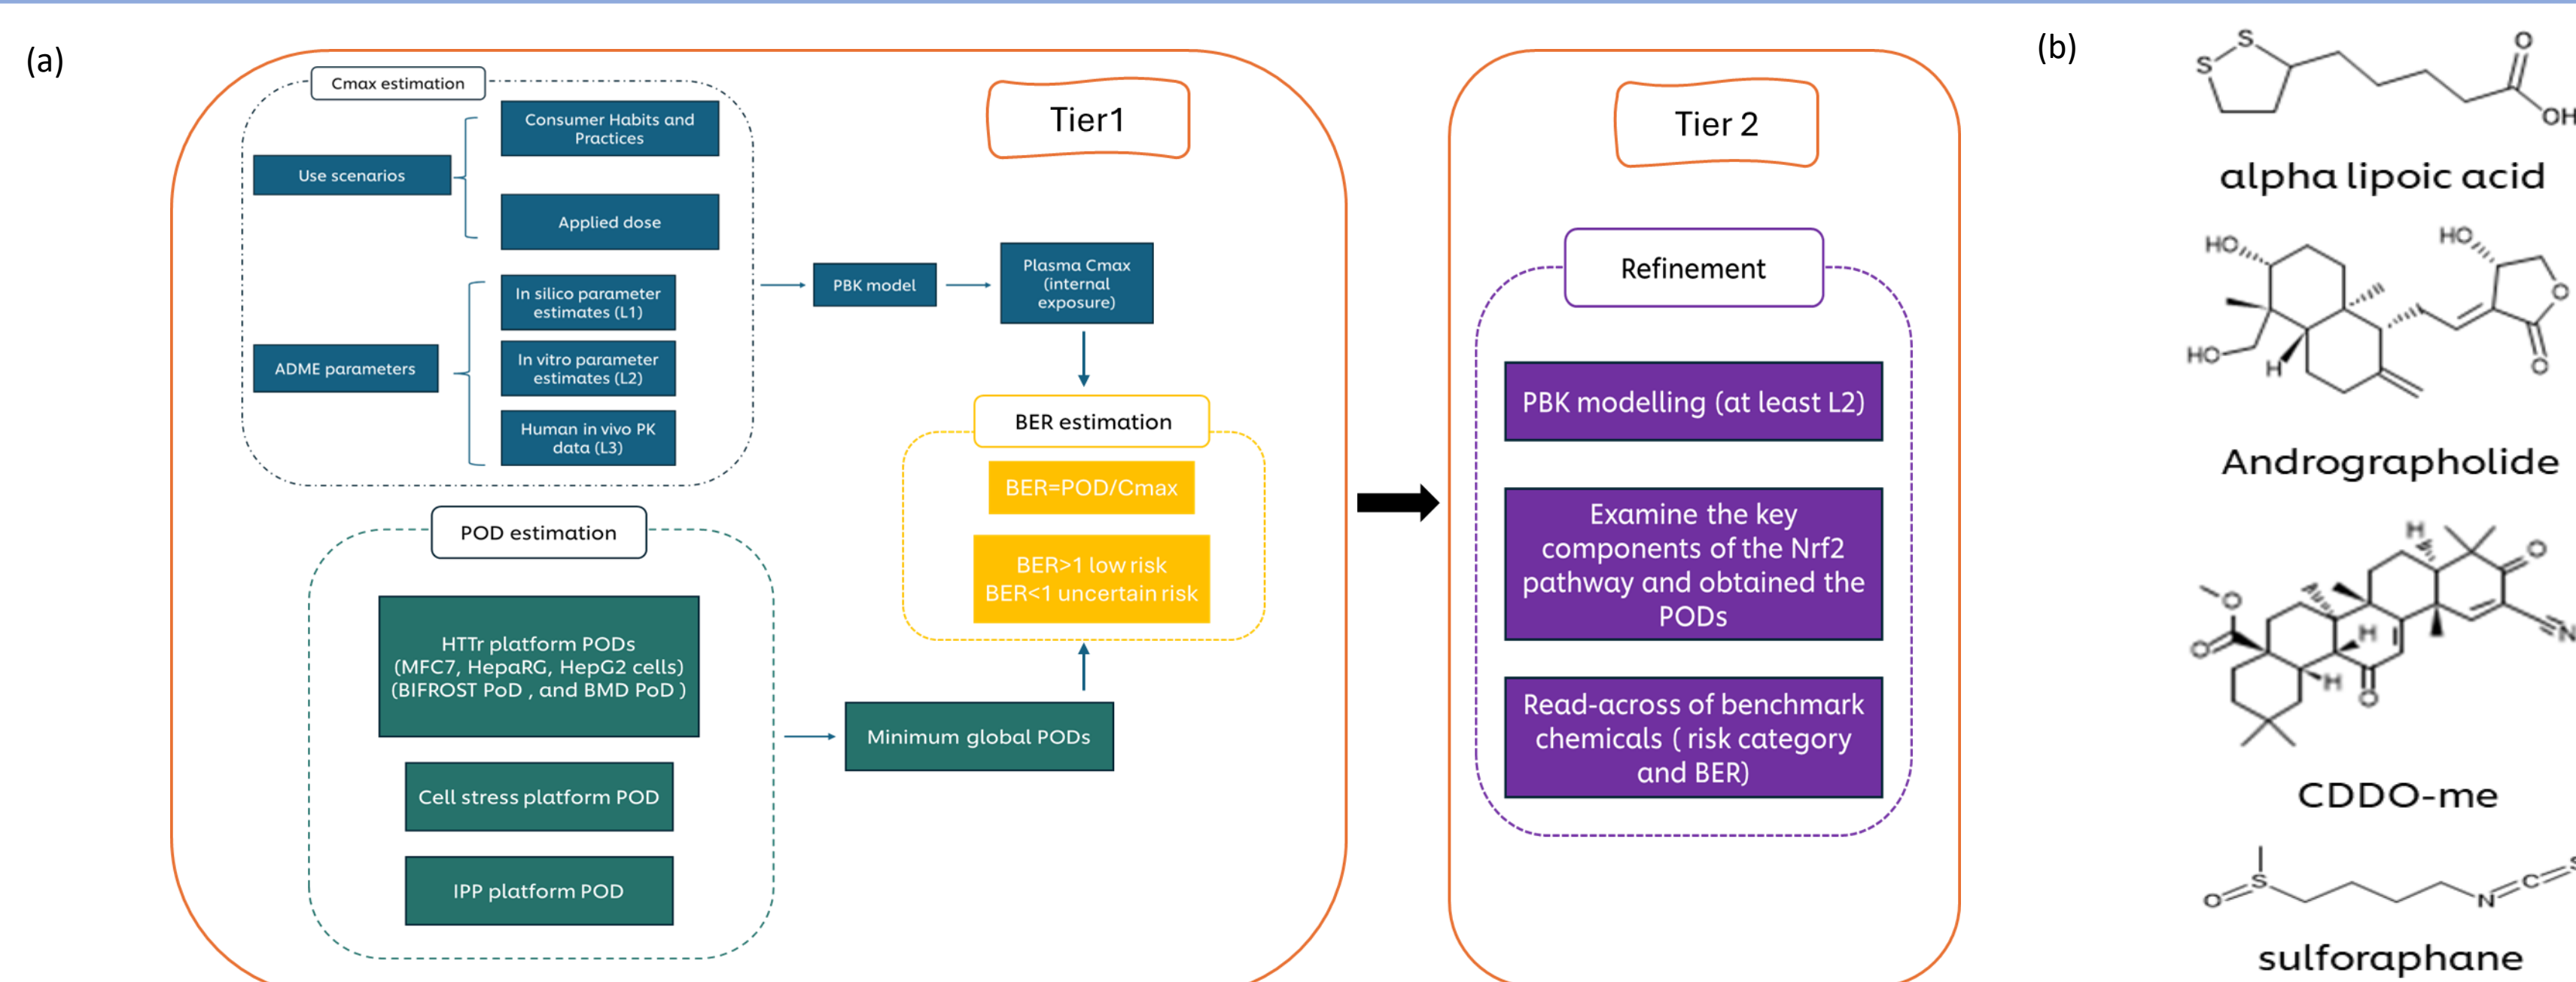 (a)
Cmax estimation
Use scenarios
Consumer Habits and
Practices
Applied dose
ADME parameters
In silico parameter
estimates (L1)
In vitro parameter
estimates (L2)
Human in vivo PK
data (L3)
PBK model
Plasma Cmax
(internal
exposure)
Tier1
BER estimation
BER=POD/Cmax
BER>1 low risk
BER<1 uncertain risk
POD estimation
HTTr platform PODs
(MFC7, HepaRG, HepG2 cells)
(BIFROST PoD , and BMD PoD )
Cell stress platform POD
IPP platform POD
Minimum global PODs
Tier 2
Refinement
PBK modelling (at least L2)
Examine the key
components of the Nrf2
pathway and obtained the
PODs
Read-across of benchmark
chemicals ( risk category
and BER)
(b)
S
S
O
OH
alpha lipoic acid
HO
HO
HO
H
O
O
Andrographolide
H
O
O
O
H
H
O
N
CDDO-me
O
S
N
C
S
sulforaphane